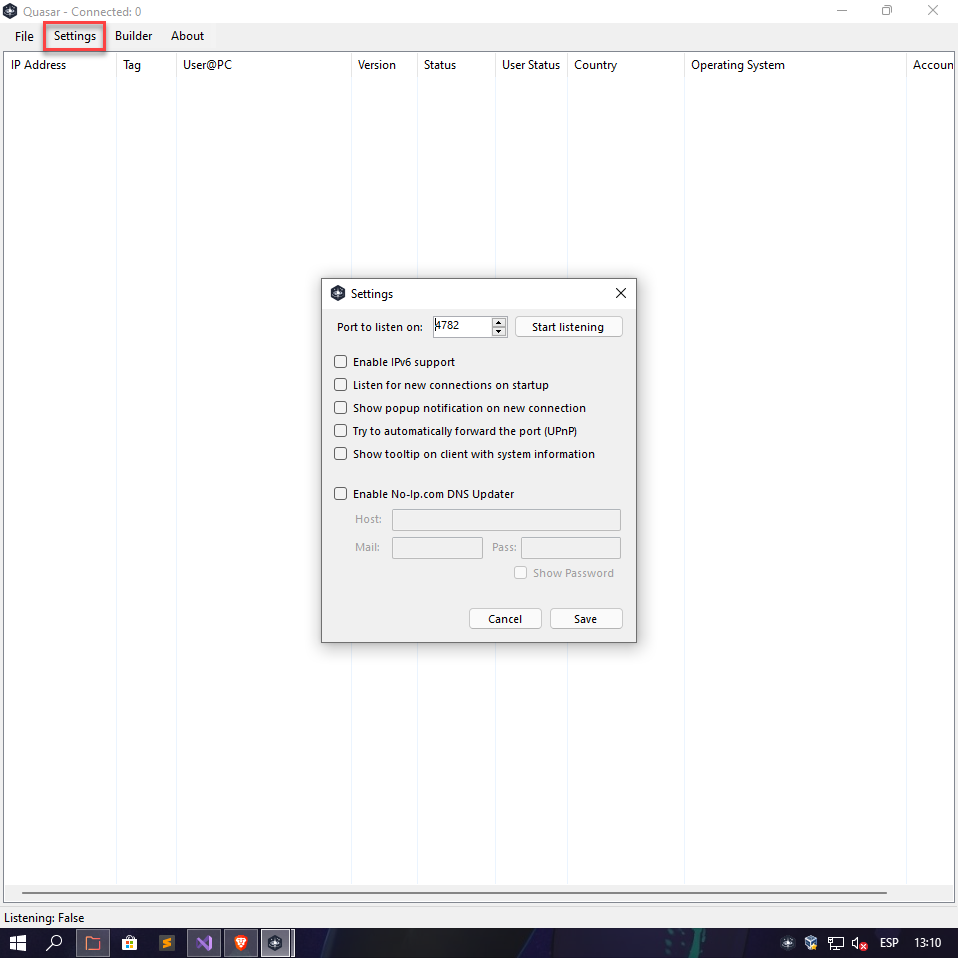 Quasar - Connected: 0
File Settings Builder About
IP Address Tag User@PC Version Status User Status Country Operating System Accoun
Settings
Port to listen on: 4782 Start listening
Enable IPv6 support
Listen for new connections on startup
Show popup notification on new connection
Try to automatically forward the port (UPnP)
Show tooltip on client with system information
Enable No-Ip.com DNS Updater
Host:
Mail: Pass:
Show Password
Cancel Save
Listening: False
ESP 13:10